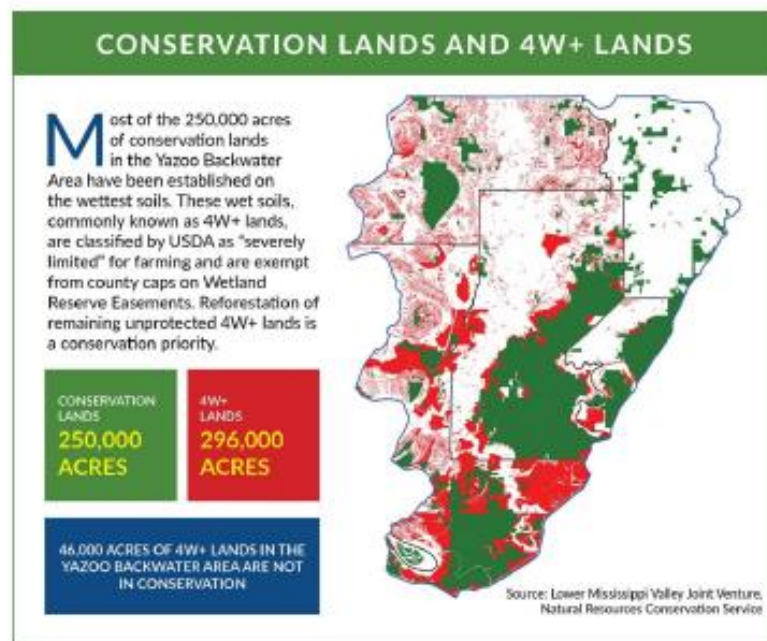 CONSERVATION LANDS AND 4W+ LANDS
Most of the 250,000 acres
of conservation lands
in the Yazoo Backwater
Area have been established on
the wettest soils. These wet soils,
commonly known as 4W+ lands,
are classified by USDA as "severely
limited" for farming and are exempt
from county caps on Wetland
Reserve Easements. Reforestation of
remaining unprotected 4W+ lands is
a conservation priority.
CONSERVATION
LANDS
250,000
ACRES
4W+
LANDS
296,000
ACRES
46,000 ACRES OF 4W+ LANDS IN THE
YAZOO BACKWATER AREA ARE NOT
IN CONSERVATION
Source: Lower Mississippi Valley Joint Venture,
Natural Resources Conservation Service